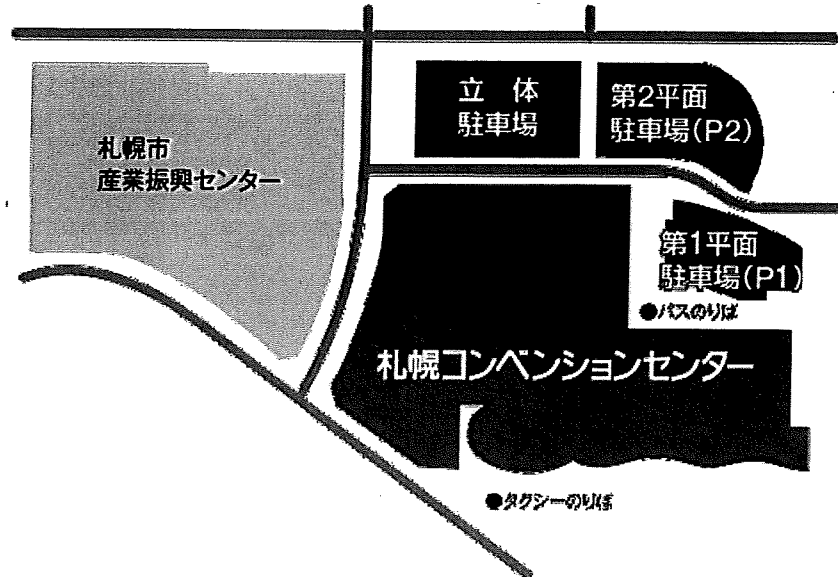 立 体
駐車場
第2平面
駐車場(P2)
札幌市
産業振興センター
第1平面
駐車場(P1)
●バスのりば
札幌コンベンションセンター
●タクシーのりば